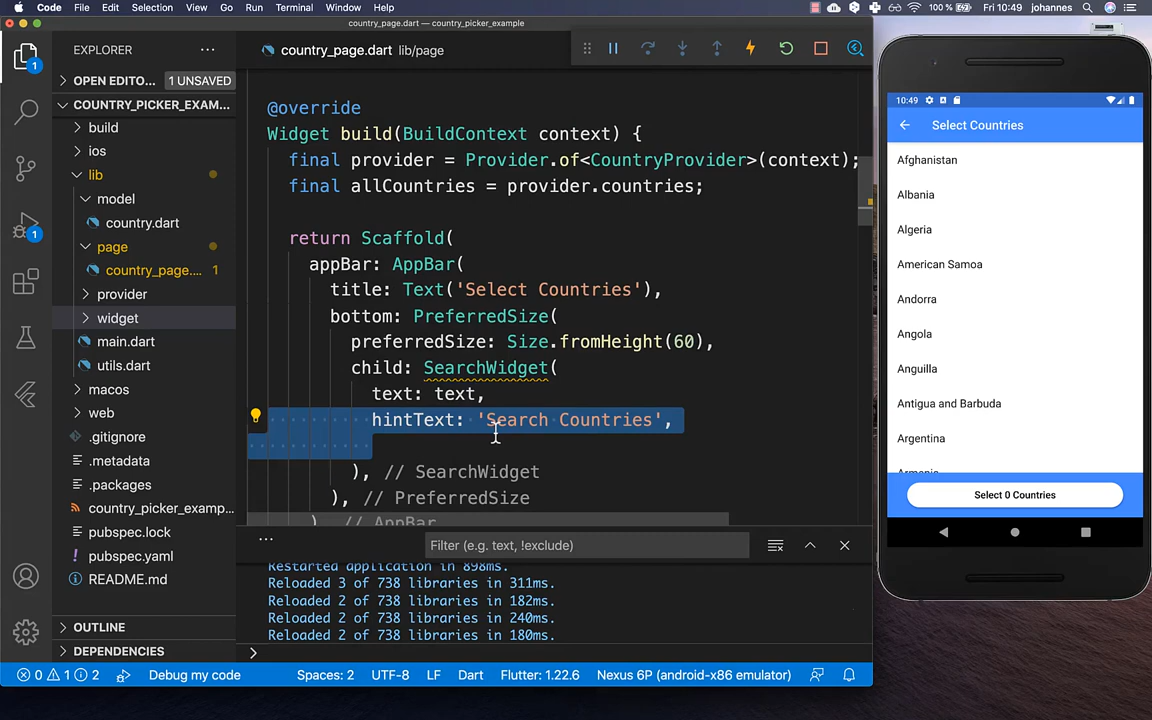 Code File Edit Selection View Go Run Terminal Window Help
100 % Fri 10:49 johannes
country_page.dart — country_picker_example
EXPLORER
OPEN EDITO... 1 UNSAVED
COUNTRY_PICKER_EXAM...
build
ios
lib
model
country.dart
page
country_page.... 1
provider
widget
main.dart
utils.dart
macos
web
.gitignore
.metadata
.packages
country_picker_examp...
pubspec.lock
pubspec.yaml
README.md
OUTLINE
DEPENDENCIES
1
1
country_page.dart lib/page
@override
Widget build(BuildContext context) {
final provider = Provider.of<CountryProvider>(context);
final allCountries = provider.countries;
return Scaffold(
appBar: AppBar(
title: Text('Select Countries'),
bottom: PreferredSize(
preferredSize: Size.fromHeight(60),
child: SearchWidget(
text: text,
hintText: 'Search Countries',
), // SearchWidget
), // PreferredSize
) // AppBar
... Filter (e.g. text, !exclude)
Restarted application in 898ms.
Reloaded 3 of 738 libraries in 311ms.
Reloaded 2 of 738 libraries in 182ms.
Reloaded 2 of 738 libraries in 240ms.
Reloaded 2 of 738 libraries in 180ms.
>
0 1 2 Debug my code Spaces: 2 UTF-8 LF Dart Flutter: 1.22.6 Nexus 6P (android-x86 emulator)
10:49
Select Countries
Afghanistan
Albania
Algeria
American Samoa
Andorra
Angola
Anguilla
Antigua and Barbuda
Argentina
Armenia
Select 0 Countries